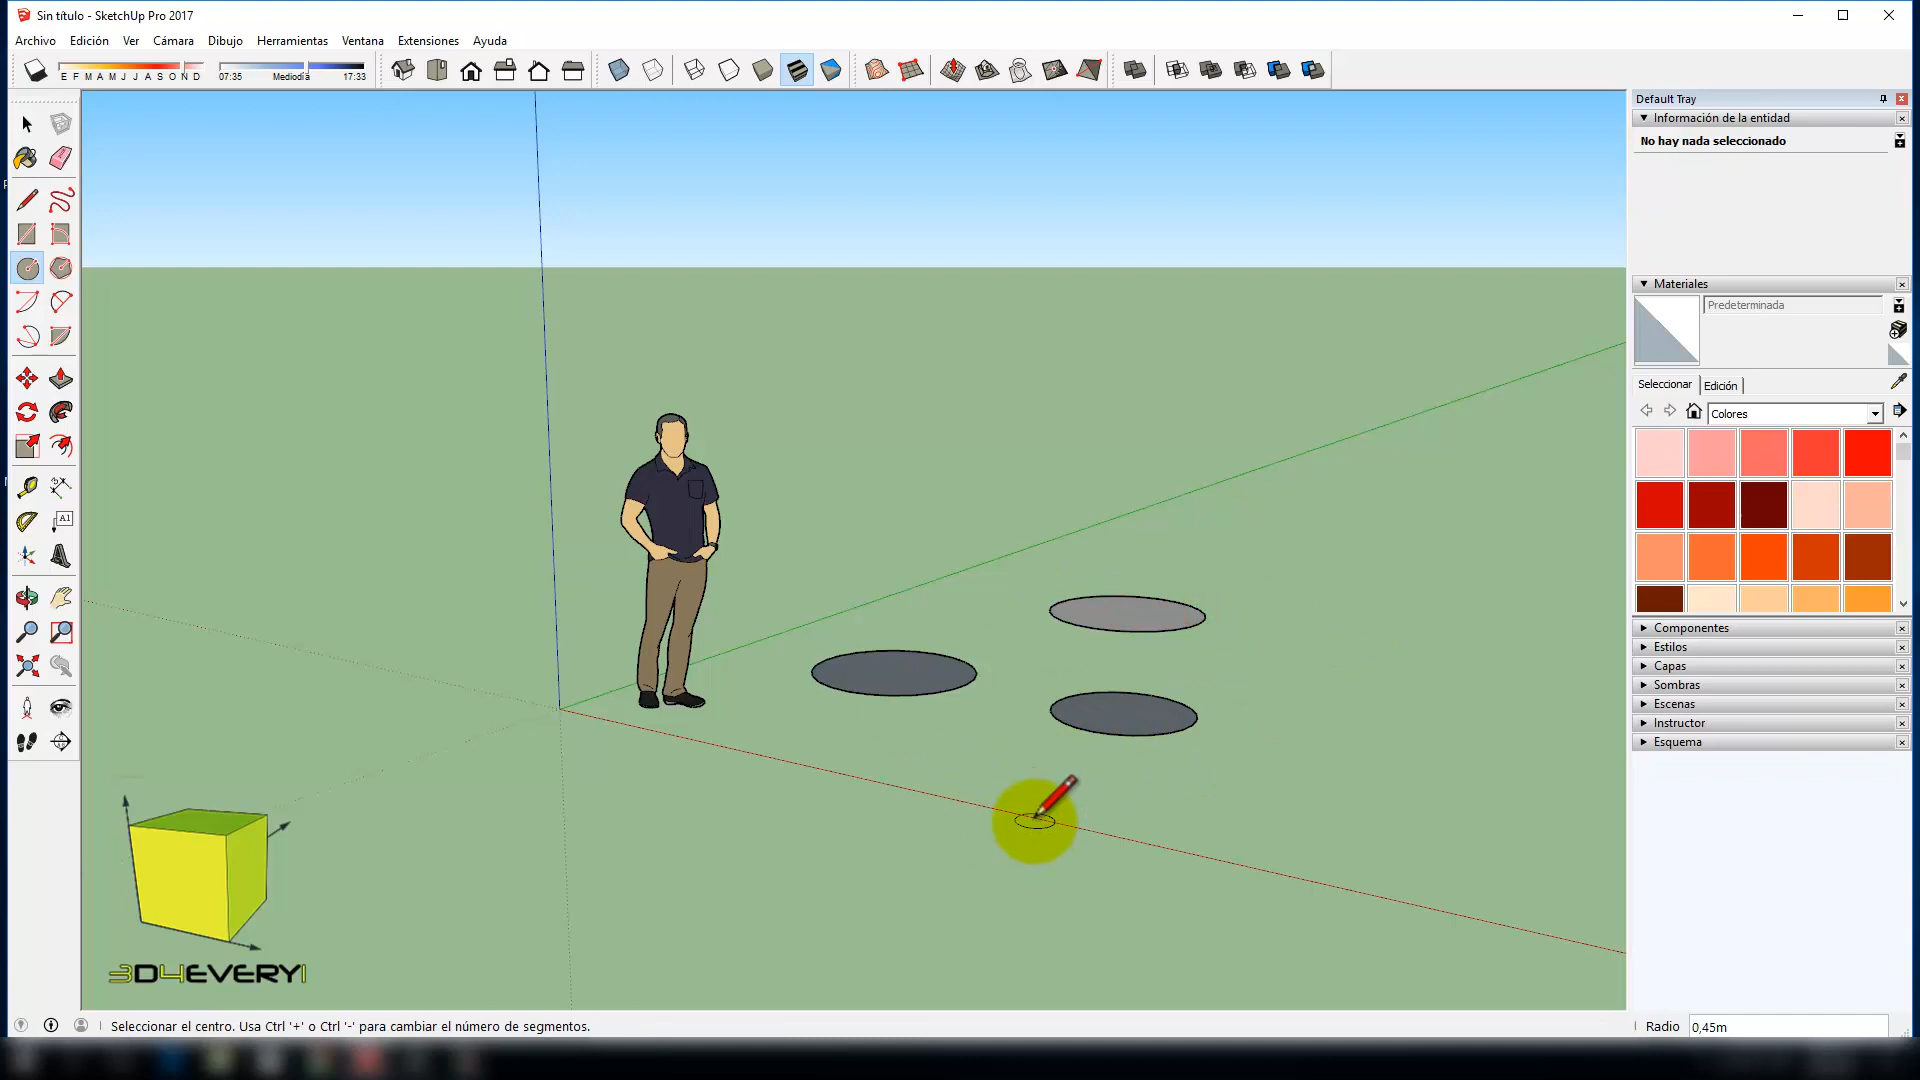 Sin título - SketchUp Pro 2017
Archivo Edición Ver Cámara Dibujo Herramientas Ventana Extensiones Ayuda
E F M A M J J A S O N D
07:35 Mediodía 17:33
Default Tray
Información de la entidad
No hay nada seleccionado
Materiales
Predeterminada
Seleccionar Edición
Colores
A1
Componentes
Estilos
Capas
Sombras
Escenas
Instructor
Esquema
3D4EVERY1
Seleccionar el centro. Usa Ctrl '+' o Ctrl '-' para cambiar el número de segmentos.
Radio 0,45m